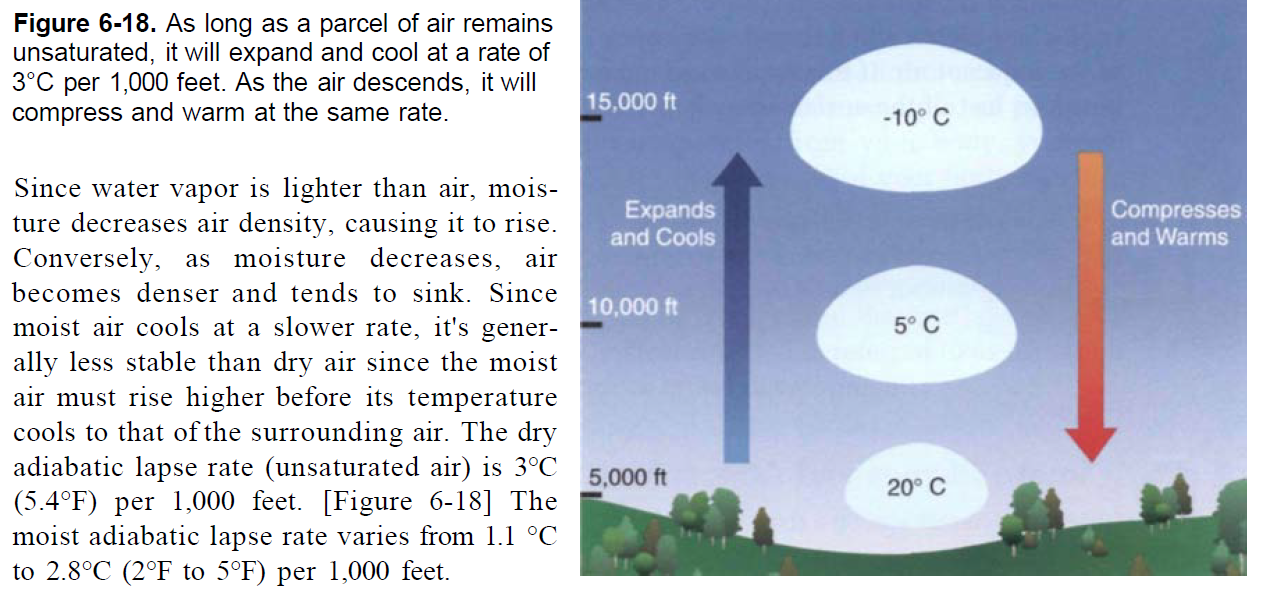 Figure 6-18. As long as a parcel of air remains
unsaturated, it will expand and cool at a rate of
3°C per 1,000 feet. As the air descends, it will
compress and warm at the same rate.
Since water vapor is lighter than air, mois-
ture decreases air density, causing it to rise.
Conversely, as moisture decreases, air
becomes denser and tends to sink. Since
moist air cools at a slower rate, it's gener-
ally less stable than dry air since the moist
air must rise higher before its temperature
cools to that of the surrounding air. The dry
adiabatic lapse rate (unsaturated air) is 3°C
(5.4°F) per 1,000 feet. [Figure 6-18] The
moist adiabatic lapse rate varies from 1.1 °C
to 2.8°C (2°F to 5°F) per 1,000 feet.
15,000 ft
-10° C
Expands
and Cools
Compresses
and Warms
10,000 ft
5° C
5,000 ft
20° C